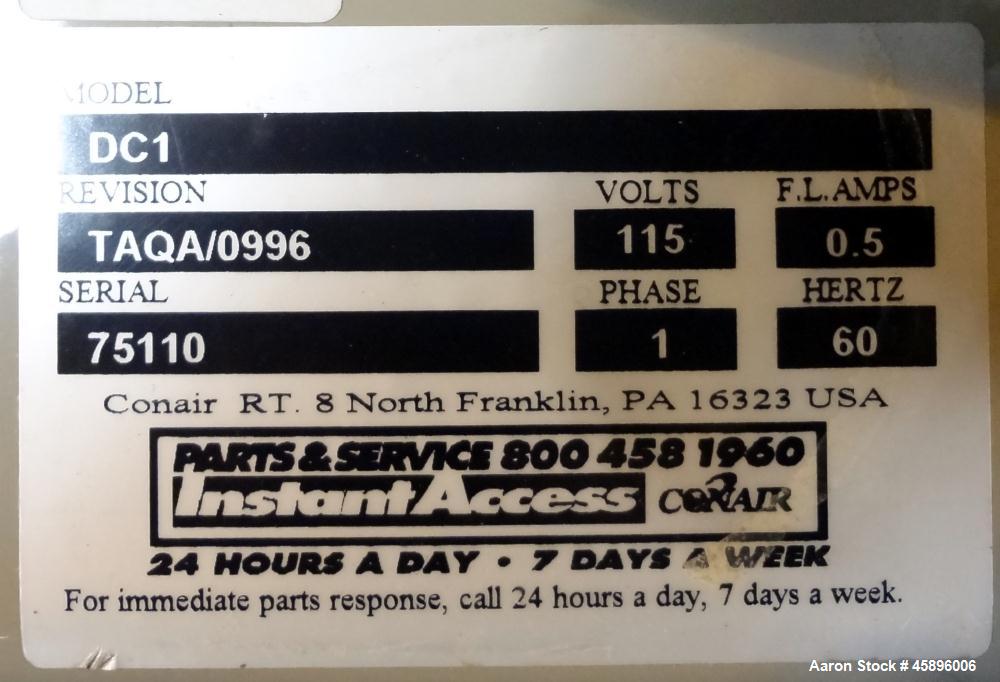 MODEL
DC1
REVISION VOLTS F.L.AMPS
TAQA/0996 115 0.5
SERIAL PHASE HERTZ
75110 1 60
Conair RT. 8 North Franklin, PA 16323 USA
PARTS & SERVICE 800 458 1960
Instant Access CONAIR
24 HOURS A DAY • 7 DAYS A WEEK
For immediate parts response, call 24 hours a day, 7 days a week.
Aaron Stock # 45896006